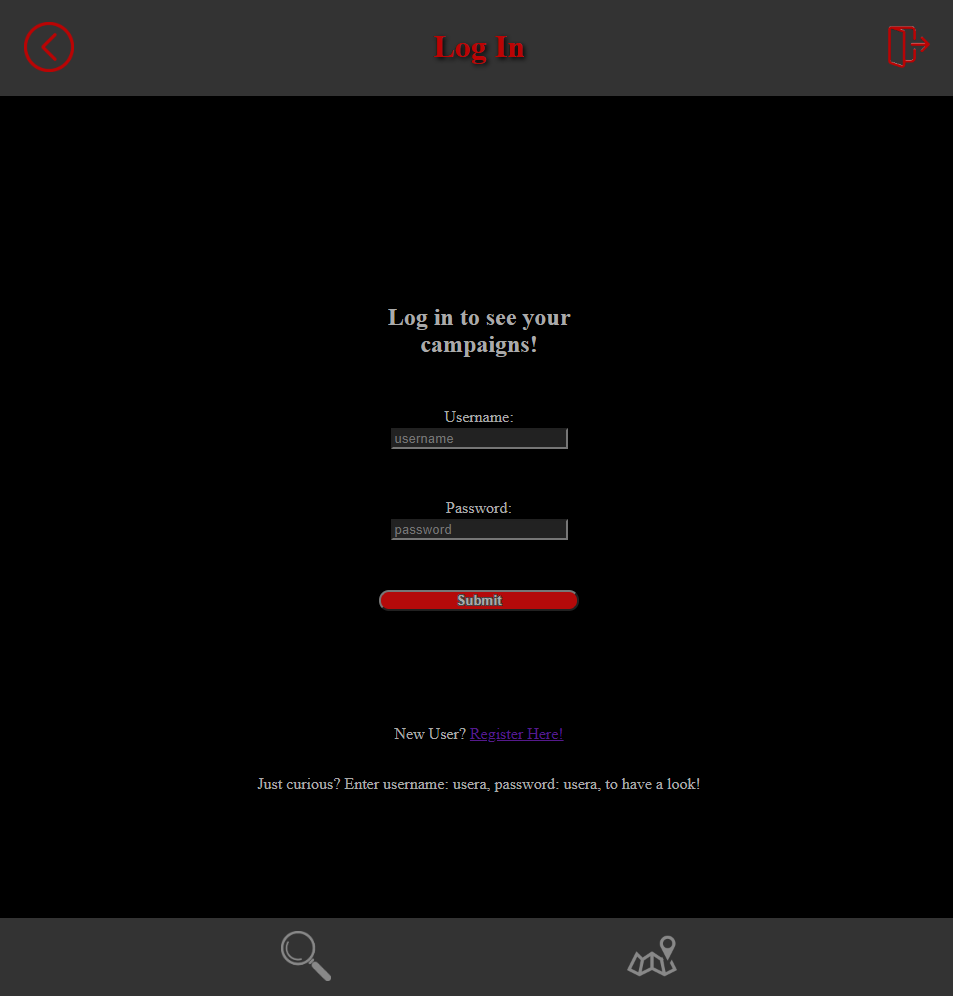 Log In
Log in to see your
campaigns!
Username:
username
Password:
password
Submit
New User? Register Here!
Just curious? Enter username: usera, password: usera, to have a look!